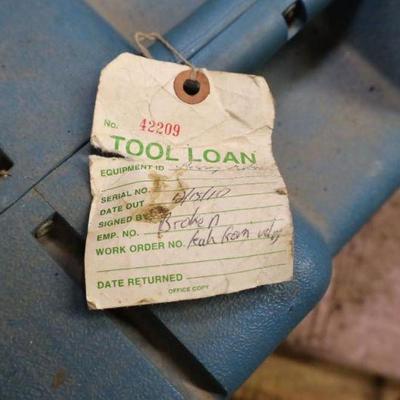 No. 42209
TOOL LOAN
EQUIPMENT ID
SERIAL NO.
DATE OUT
SIGNED BY
EMP. NO. Broken
WORK ORDER NO.
DATE RETURNED
OFFICE COPY